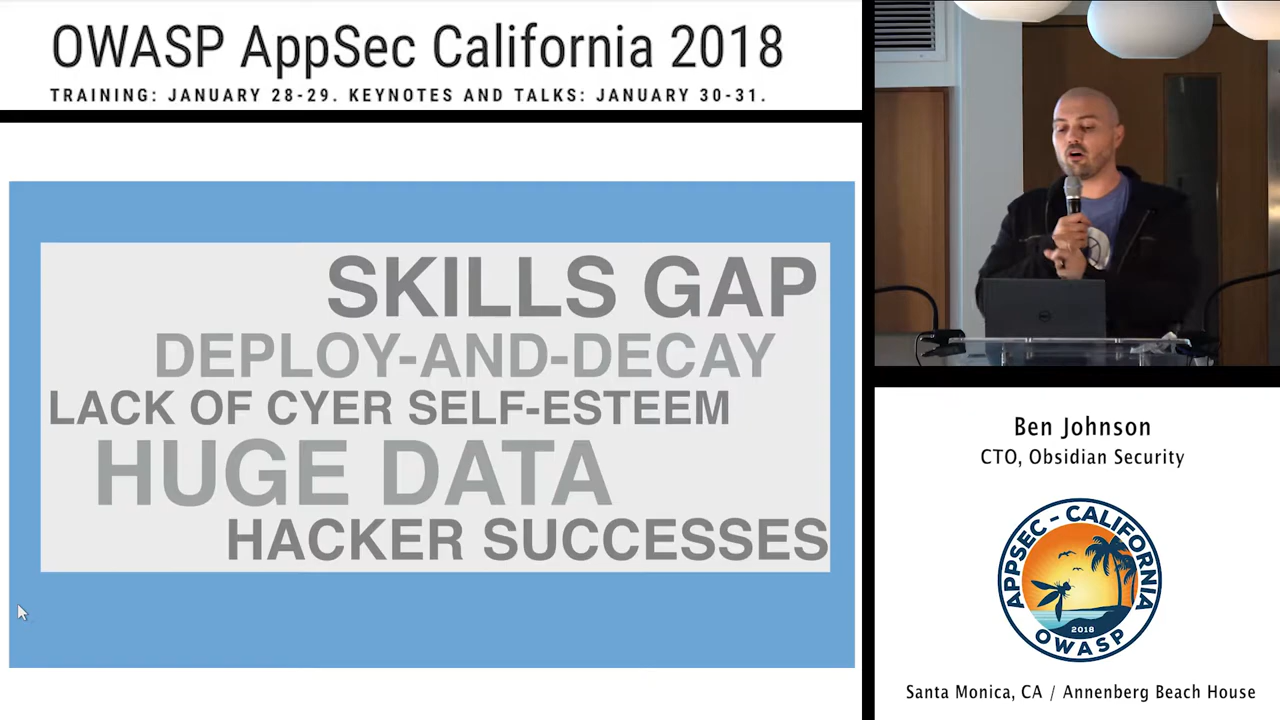 OWASP AppSec California 2018
TRAINING: JANUARY 28-29. KEYNOTES AND TALKS: JANUARY 30-31.
SKILLS GAP
DEPLOY-AND-DECAY
LACK OF CYER SELF-ESTEEM
HUGE DATA
HACKER SUCCESSES
Ben Johnson
CTO, Obsidian Security
APPSEC - CALIFORNIA
2018
OWASP
Santa Monica, CA / Annenberg Beach House